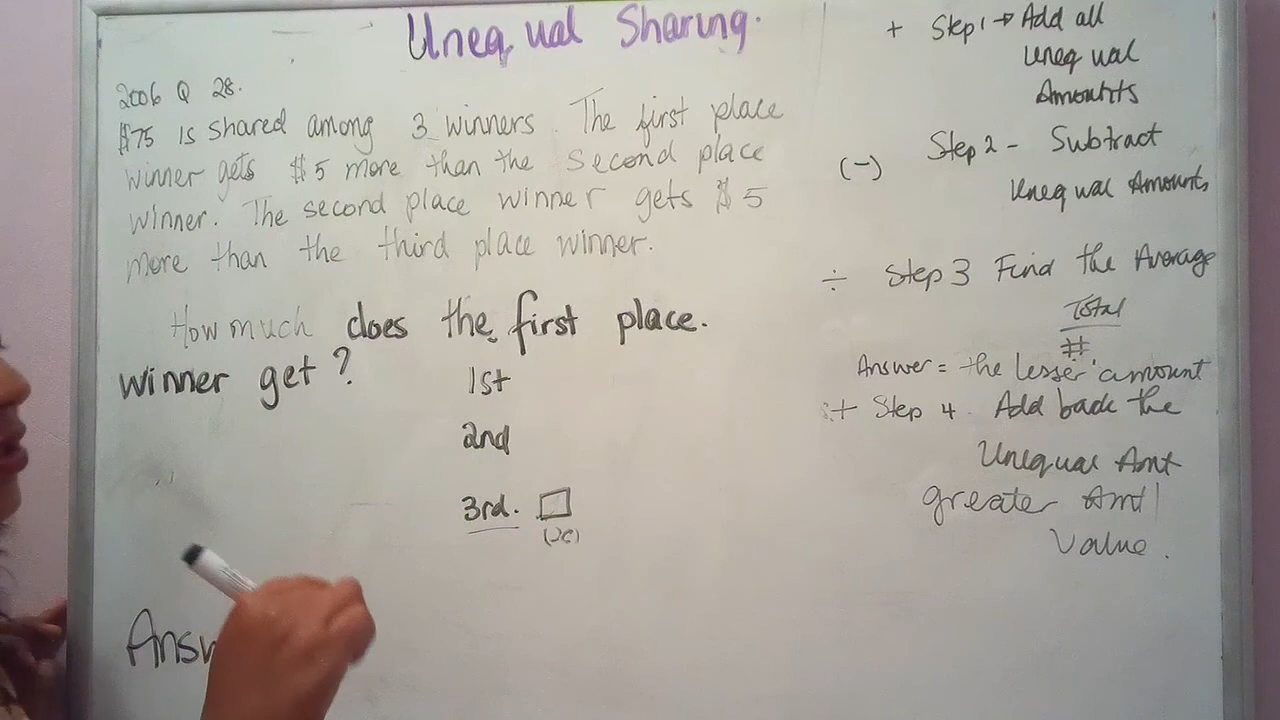 Unequal Sharing.
2006 Q 28.
$75 is shared among 3 winners. The first place
winner gets $5 more than the second place
winner. The second place winner gets $5
more than the third place winner.
How much does the first place.
winner get?
1st
2nd
3rd.
(x)
Answ
+ Step 1 → Add all
Unequal
Amounts
(-) Step 2 - Subtract
Unequal Amounts
÷ Step 3 Find the Average
Total
#
Answer = the lesser amount
+ Step 4. Add back the
Unequal Amt
greater Amt
Value.